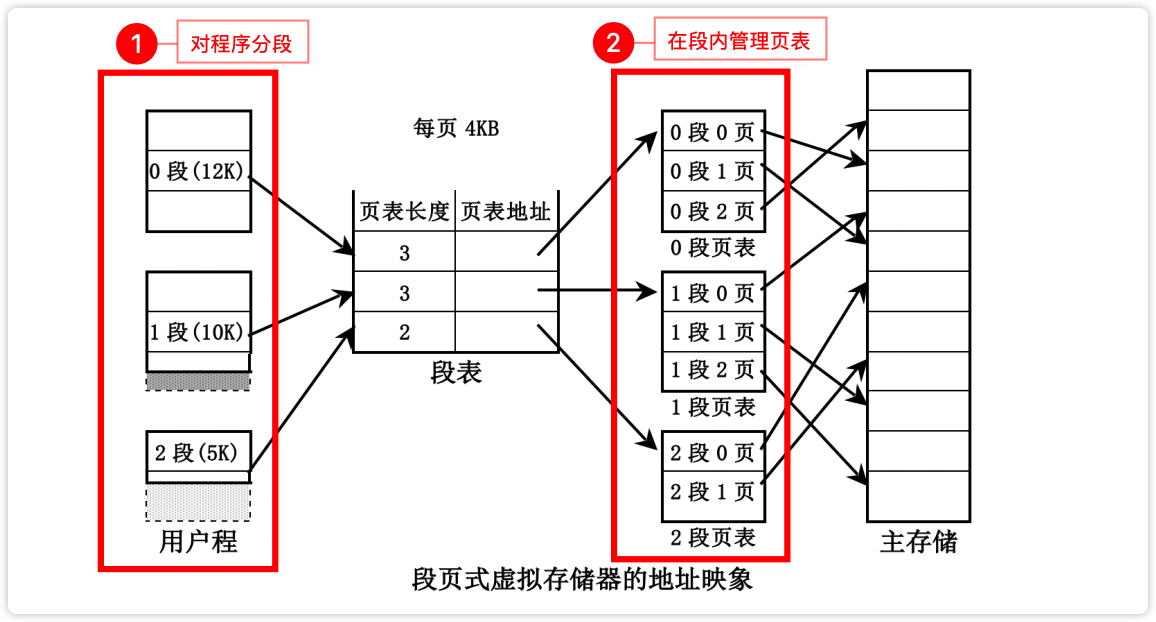 1 对程序分段
2 在段内管理页表
每页 4KB
0 段(12K)
1 段(10K)
2 段(5K)
用户程
页表长度 页表地址
3
3
2
段表
0 段 0 页
0 段 1 页
0 段 2 页
0 段页表
1 段 0 页
1 段 1 页
1 段 2 页
1 段页表
2 段 0 页
2 段 1 页
2 段页表
主存储
段页式虚拟存储器的地址映象